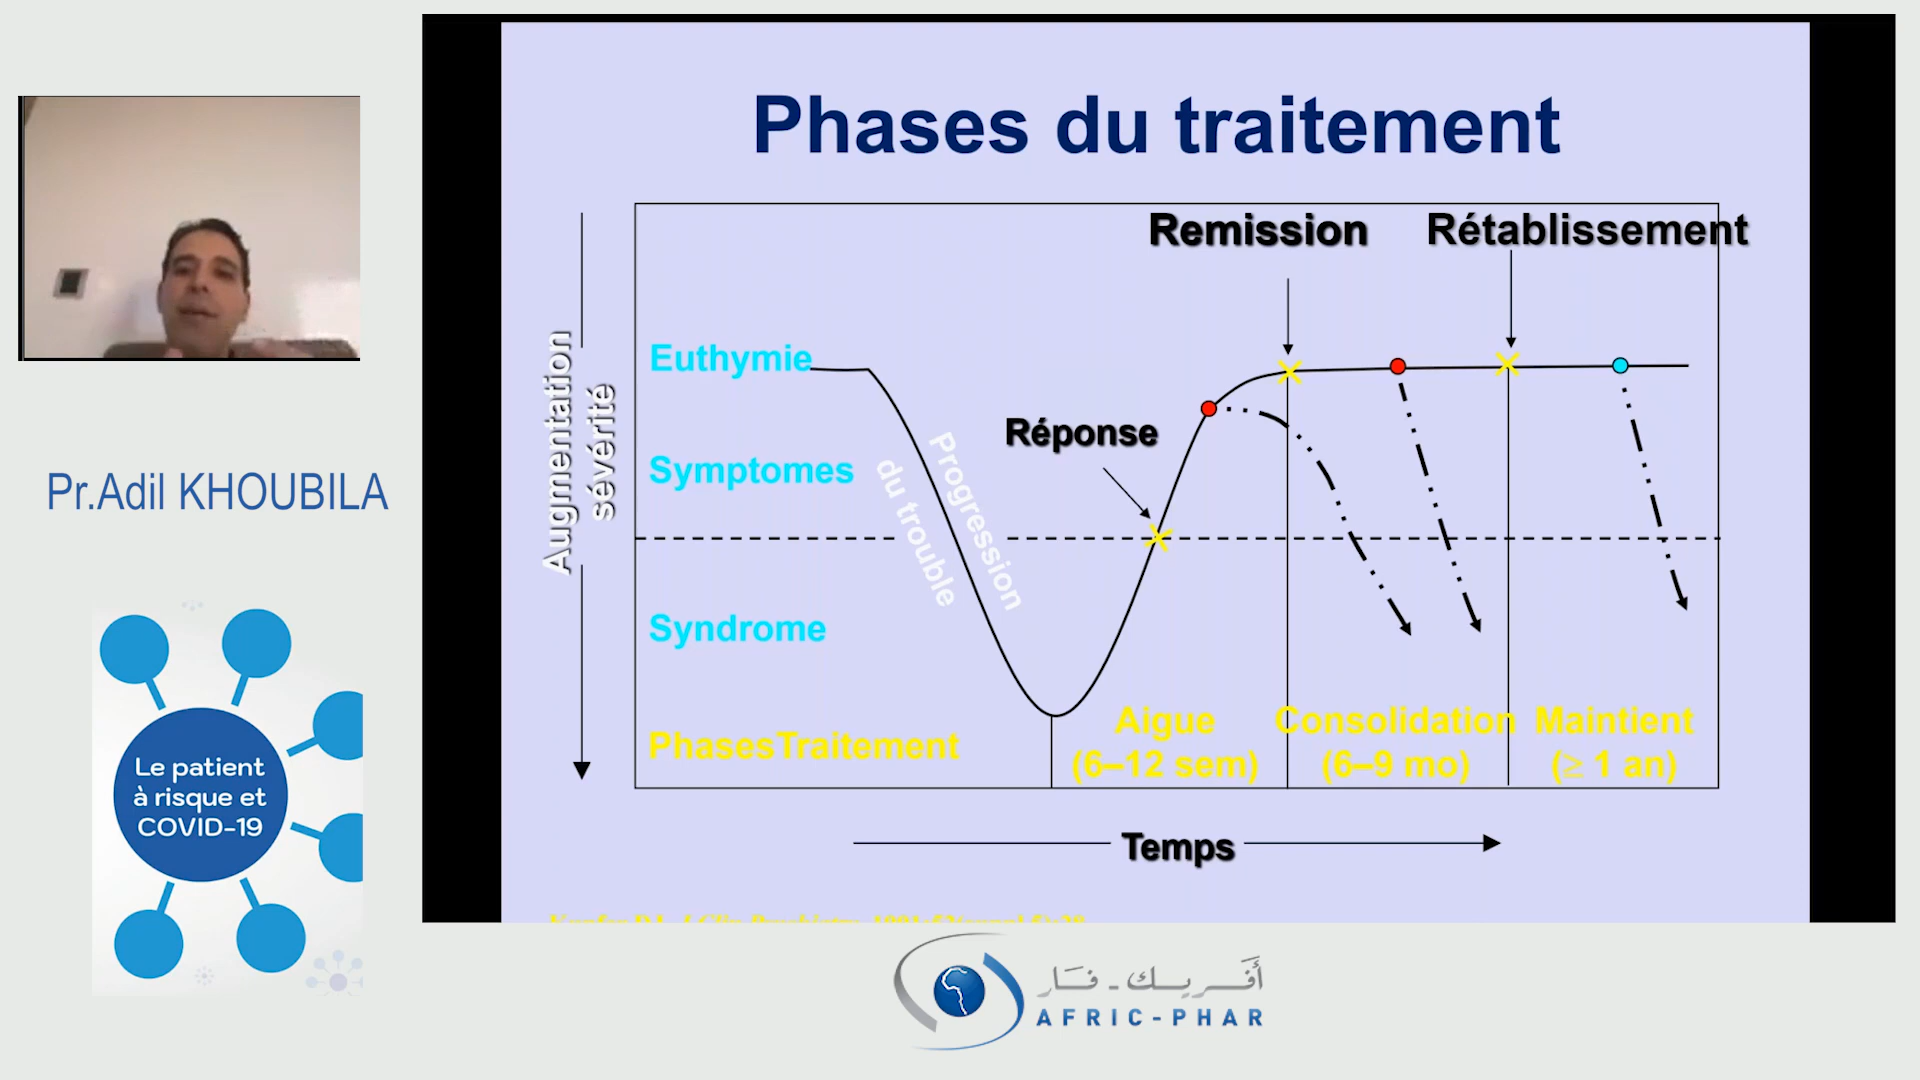 Phases du traitement
Remission
Rétablissement
Augmentation
sévérité
Euthymie
Réponse
Symptomes
Progression
du trouble
Syndrome
PhasesTraitement
Aigue
(6–12 sem)
Consolidation
(6–9 mo)
Maintient
(≥ 1 an)
Temps
Pr.Adil KHOUBILA
Le patient
à risque et
COVID-19
أفريك-فار
AFRIC-PHAR